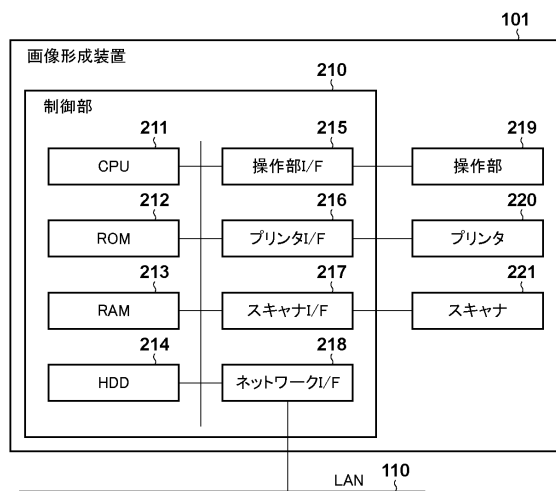 101
画像形成装置
210
制御部
211
215
219
CPU
操作部I/F
操作部
212
216
220
ROM
プリンタI/F
プリンタ
213
217
221
RAM
スキャナI/F
スキャナ
214
218
HDD
ネットワークI/F
LAN
110